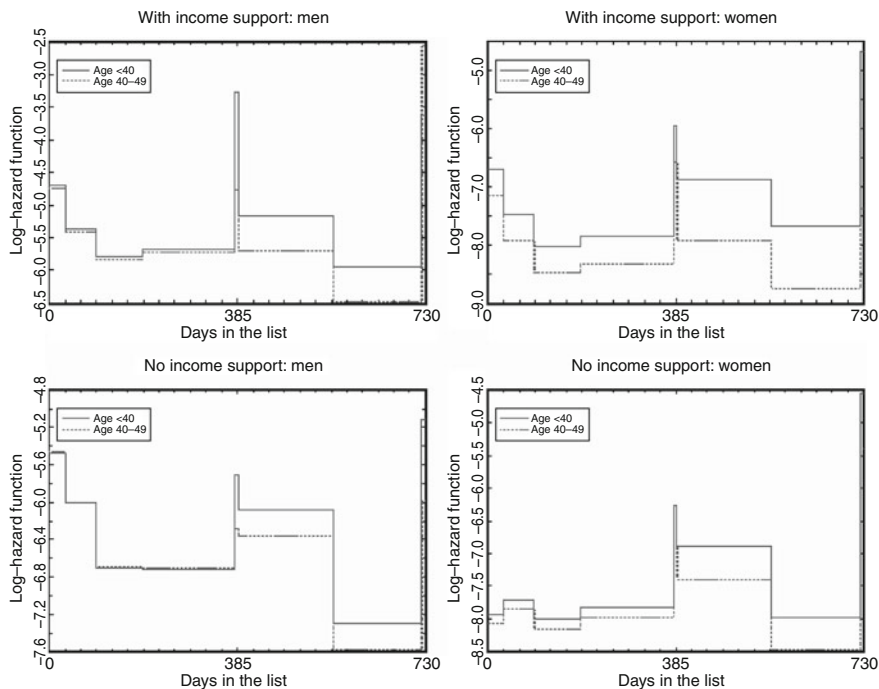 With income support: men
Log–hazard function
−2.5
−3.0
−3.5
−4.0
−4.5
−5.0
−5.5
−6.0
−6.5
Age <40
Age 40–49
0
385
730
Days in the list
With income support: women
Log–hazard function
−5.0
−6.0
−7.0
−8.0
−9.0
Age <40
Age 40–49
0
385
730
Days in the list
No income support: men
Log–hazard function
−4.8
−5.2
−5.6
−6.0
−6.4
−6.8
−7.2
−7.6
Age <40
Age 40–49
0
385
730
Days in the list
No income support: women
Log–hazard function
−4.5
−5.0
−5.5
−6.0
−6.5
−7.0
−7.5
−8.0
−8.5
Age <40
Age 40–49
0
385
730
Days in the list